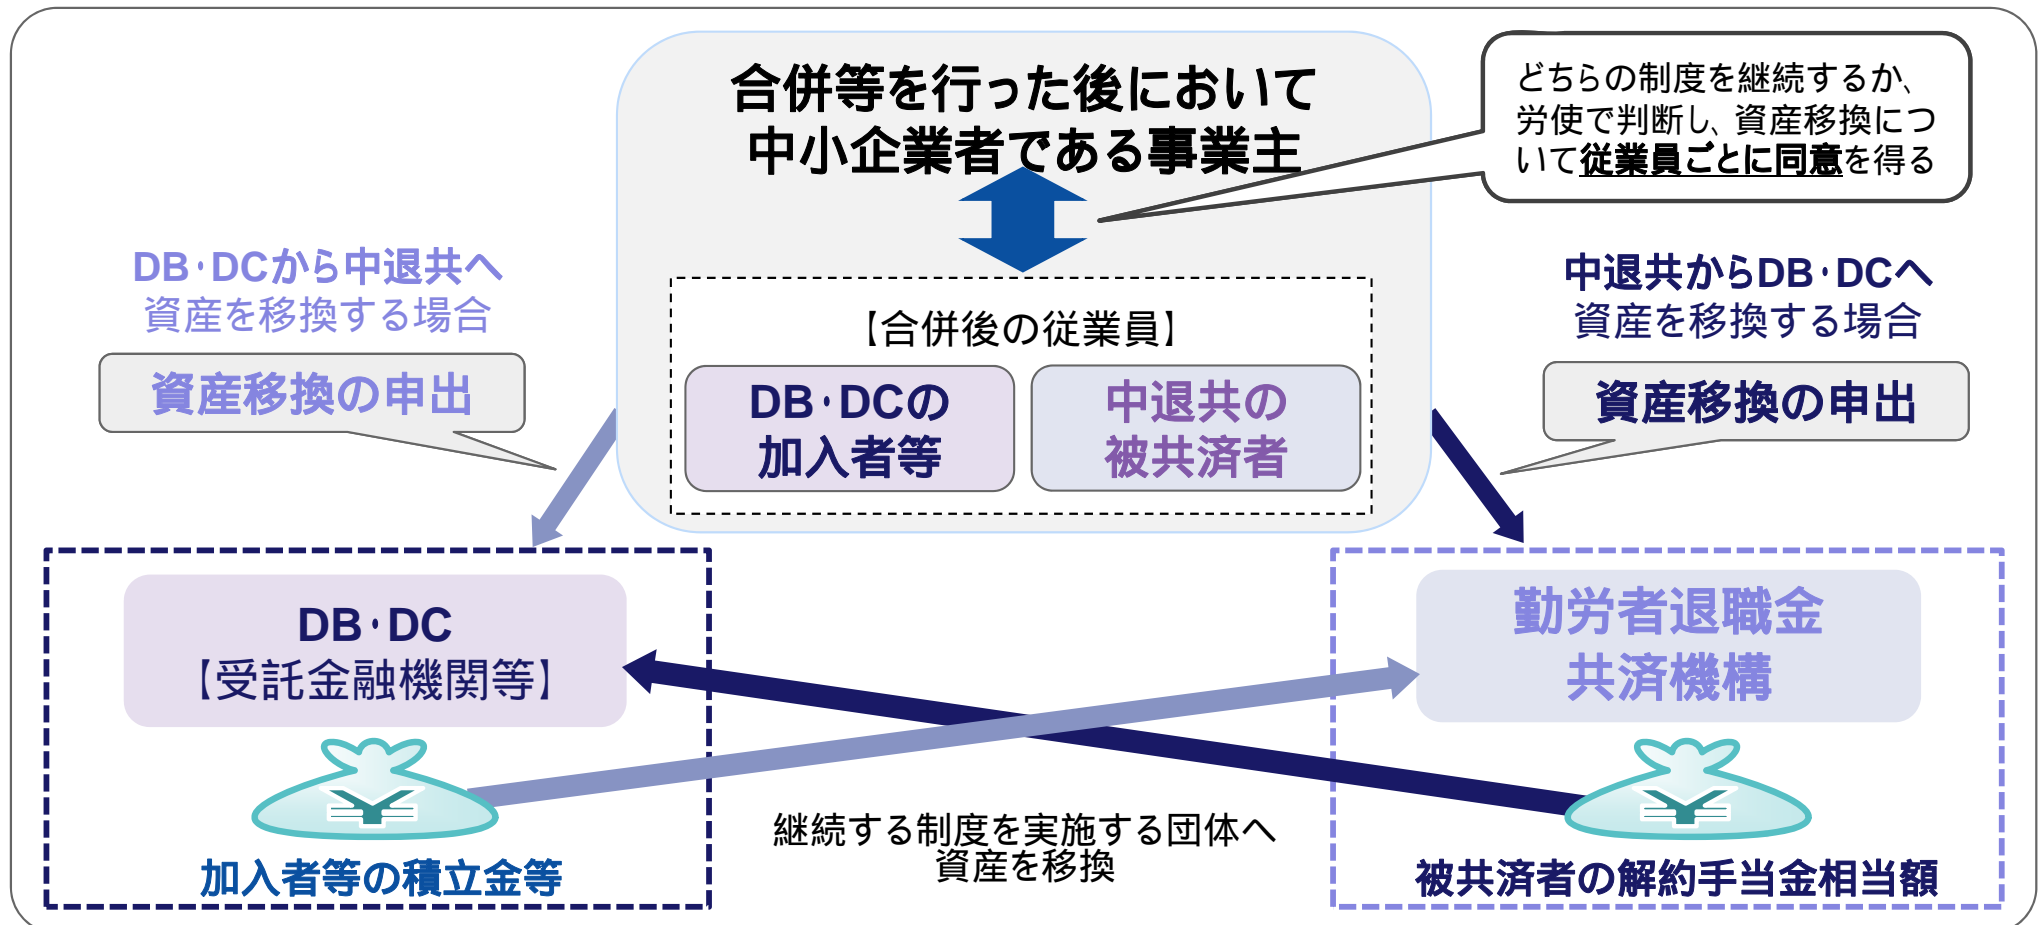 合併等を行った後において
中小企業者である事業主
どちらの制度を継続するか、
労使で判断し、資産移換につ
いて従業員ごとに同意を得る
DB・DCから中退共へ
資産を移換する場合
資産移換の申出
【合併後の従業員】
DB・DCの
加入者等
中退共の
被共済者
中退共からDB・DCへ
資産を移換する場合
資産移換の申出
DB・DC
【受託金融機関等】
加入者等の積立金等
継続する制度を実施する団体へ
資産を移換
勤労者退職金
共済機構
被共済者の解約手当金相当額